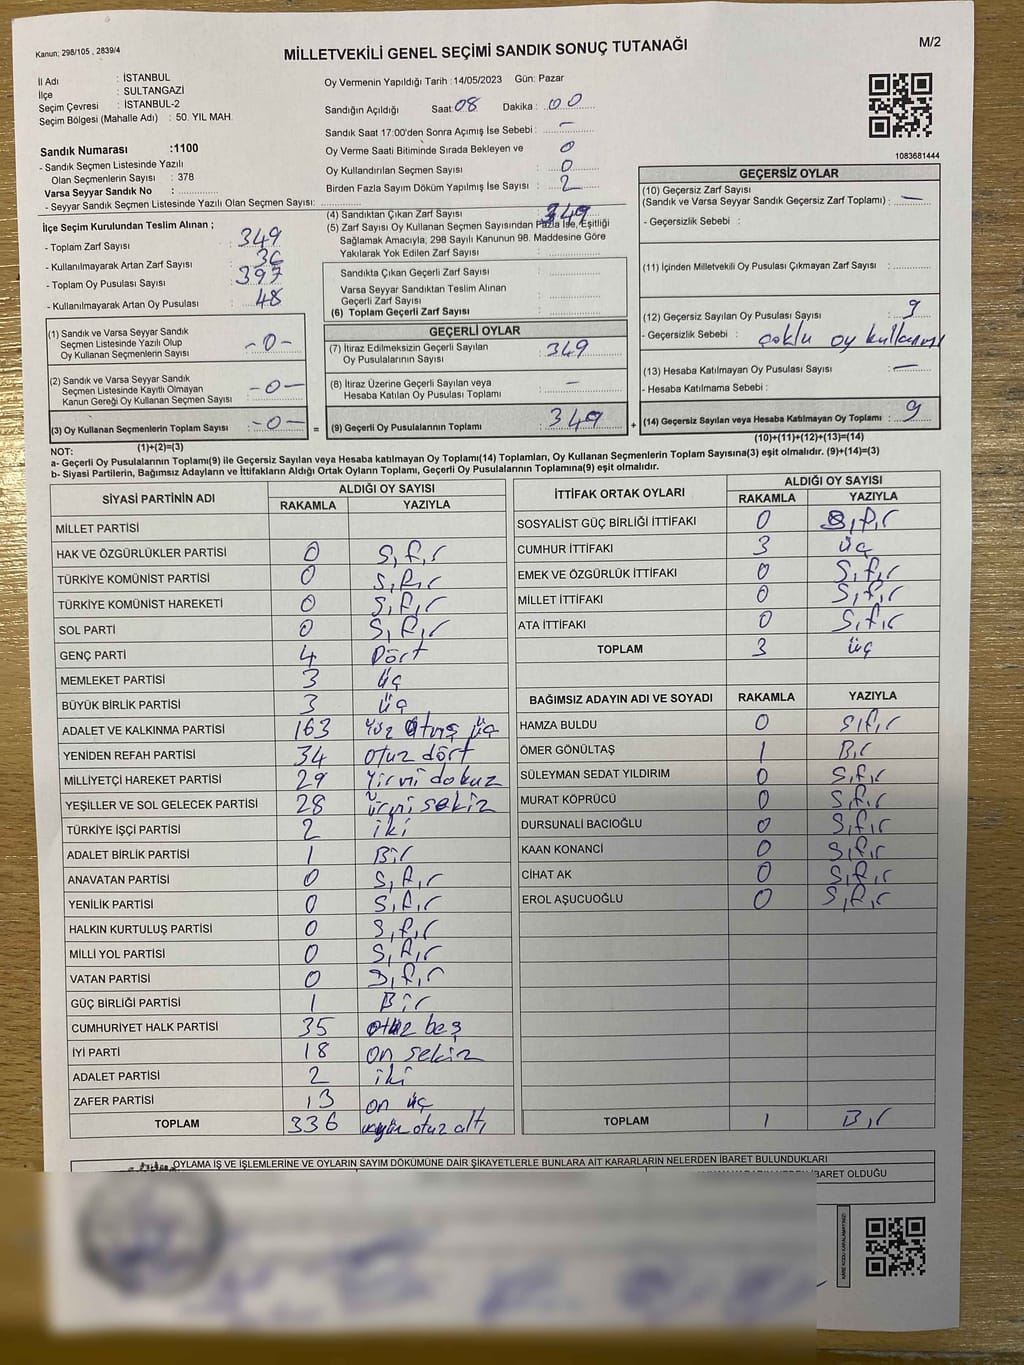 Kanun: 298/105 , 2839/4
MİLLETVEKİLİ GENEL SEÇİMİ SANDIK SONUÇ TUTANAĞI
M/2
İl Adı : İSTANBUL
İlçe : SULTANGAZİ
Seçim Çevresi : İSTANBUL-2
Seçim Bölgesi (Mahalle Adı) : 50. YIL MAH.
Sandık Numarası :1100
- Sandık Seçmen Listesinde Yazılı
Olan Seçmenlerin Sayısı : 378
Varsa Seyyar Sandık No :
- Seyyar Sandık Seçmen Listesinde Yazılı Olan Seçmen Sayısı:
Oy Vermenin Yapıldığı Tarih : 14/05/2023 Gün: Pazar
Sandığın Açıldığı Saat: 08 Dakika : 00
Sandık Saat 17:00'den Sonra Açımış İse Sebebi : –
Oy Verme Saati Bitiminde Sırada Bekleyen ve : 0
Oy Kullandırılan Seçmen Sayısı : 0
Birden Fazla Sayım Döküm Yapılmış İse Sayısı : 2
1083681444
İlçe Seçim Kurulundan Teslim Alınan ;
- Toplam Zarf Sayısı : 349
- Kullanılmayarak Artan Zarf Sayısı :
- Toplam Oy Pusulası Sayısı : 397
- Kullanılmayarak Artan Oy Pusulası : 48
(4) Sandıktan Çıkan Zarf Sayısı : 349
(5) Zarf Sayısı Oy Kullanan Seçmen Sayısından Fazla İse, Eşitliği
Sağlamak Amacıyla, 298 Sayılı Kanunun 98. Maddesine Göre
Yakılarak Yok Edilen Zarf Sayısı :
Sandıkta Çıkan Geçerli Zarf Sayısı :
Varsa Seyyar Sandıktan Teslim Alınan
Geçerli Zarf Sayısı :
(6) Toplam Geçerli Zarf Sayısı :
GEÇERSİZ OYLAR
(10) Geçersiz Zarf Sayısı
(Sandık ve Varsa Seyyar Sandık Geçersiz Zarf Toplamı) : –
- Geçersizlik Sebebi :
(11) İçinden Milletvekili Oy Pusulası Çıkmayan Zarf Sayısı :
(12) Geçersiz Sayılan Oy Pusulası Sayısı : 9
- Geçersizlik Sebebi : çoklu oy kullanımı
(13) Hesaba Katılmayan Oy Pusulası Sayısı : –
- Hesaba Katılmama Sebebi :
(14) Geçersiz Sayılan veya Hesaba Katılmayan Oy Toplamı : 9
(10)+(11)+(12)+(13)=(14)
(1) Sandık ve Varsa Seyyar Sandık
Seçmen Listesinde Yazılı Olup
Oy Kullanan Seçmenlerin Sayısı : -0-
(2) Sandık ve Varsa Seyyar Sandık
Seçmen Listesinde Kayıtlı Olmayan
Kanun Gereği Oy Kullanan Seçmen Sayısı : -0-
(3) Oy Kullanan Seçmenlerin Toplam Sayısı : -0- =
(1)+(2)=(3)
GEÇERLİ OYLAR
(7) İtiraz Edilmeksizin Geçerli Sayılan
Oy Pusulalarının Sayısı : 349
(8) İtiraz Üzerine Geçerli Sayılan veya
Hesaba Katılan Oy Pusulası Toplamı : –
(9) Geçerli Oy Pusulalarının Toplamı : 349 +
NOT:
a- Geçerli Oy Pusulalarının Toplamı(9) ile Geçersiz Sayılan veya Hesaba Katılmayan Oy Toplamı(14) Toplamları, Oy Kullanan Seçmenlerin Toplam Sayısına(3) eşit olmalıdır. (9)+(14)=(3)
b- Siyasi Partilerin, Bağımsız Adayların ve İttifakların Aldığı Ortak Oyların Toplamı, Geçerli Oy Pusulalarının Toplamına(9) eşit olmalıdır.
SİYASİ PARTİNİN ADI ALDIĞI OY SAYISI
RAKAMLA YAZIYLA
MİLLET PARTİSİ
HAK VE ÖZGÜRLÜKLER PARTİSİ 0 Sıfır
TÜRKİYE KOMÜNİST PARTİSİ 0 Sıfır
TÜRKİYE KOMÜNİST HAREKETİ 0 Sıfır
SOL PARTİ 0 Sıfır
GENÇ PARTİ 4 Dört
MEMLEKET PARTİSİ 3 üç
BÜYÜK BİRLİK PARTİSİ 3 üç
ADALET VE KALKINMA PARTİSİ 163 Yüz Atmış üç
YENİDEN REFAH PARTİSİ 34 otuz dört
MİLLİYETÇİ HAREKET PARTİSİ 29 Yirmi dokuz
YEŞİLLER VE SOL GELECEK PARTİSİ 28 sekiz
TÜRKİYE İŞÇİ PARTİSİ 2 iki
ADALET BİRLİK PARTİSİ 1 Bir
ANAVATAN PARTİSİ 0 Sıfır
YENİLİK PARTİSİ 0 Sıfır
HALKIN KURTULUŞ PARTİSİ 0 Sıfır
MİLLİ YOL PARTİSİ 0 Sıfır
VATAN PARTİSİ 0 Sıfır
GÜÇ BİRLİĞİ PARTİSİ 1 Bir
CUMHURİYET HALK PARTİSİ 35 otuz beş
İYİ PARTİ 18 on sekiz
ADALET PARTİSİ 2 iki
ZAFER PARTİSİ 13 on üç
TOPLAM 336 otuz altı
İTTİFAK ORTAK OYLARI ALDIĞI OY SAYISI
RAKAMLA YAZIYLA
SOSYALİST GÜÇ BİRLİĞİ İTTİFAKI 0 Sıfır
CUMHUR İTTİFAKI 3 üç
EMEK VE ÖZGÜRLÜK İTTİFAKI 0 Sıfır
MİLLET İTTİFAKI 0 Sıfır
ATA İTTİFAKI 0 Sıfır
TOPLAM 3 üç
BAĞIMSIZ ADAYIN ADI VE SOYADI RAKAMLA YAZIYLA
HAMZA BULDU 0 Sıfır
ÖMER GÖNÜLTAŞ 1 Bir
SÜLEYMAN SEDAT YILDIRIM 0 Sıfır
MURAT KÖPRÜCÜ 0 Sıfır
DURSUNALİ BACIOĞLU 0 Sıfır
KAAN KONANCİ 0 Sıfır
CİHAT AK 0 Sıfır
EROL AŞUCUOĞLU 0 Sıfır
TOPLAM 1 Bir
OYLAMA İŞ VE İŞLEMLERİNE VE OYLARIN SAYIM DÖKÜMÜNE DAİR ŞİKAYETLERLE BUNLARA AİT KARARLARIN NELERDEN İBARET BULUNDUKLARI
İBARET OLDUĞU
KARE KODU KARALAMAYINIZ!